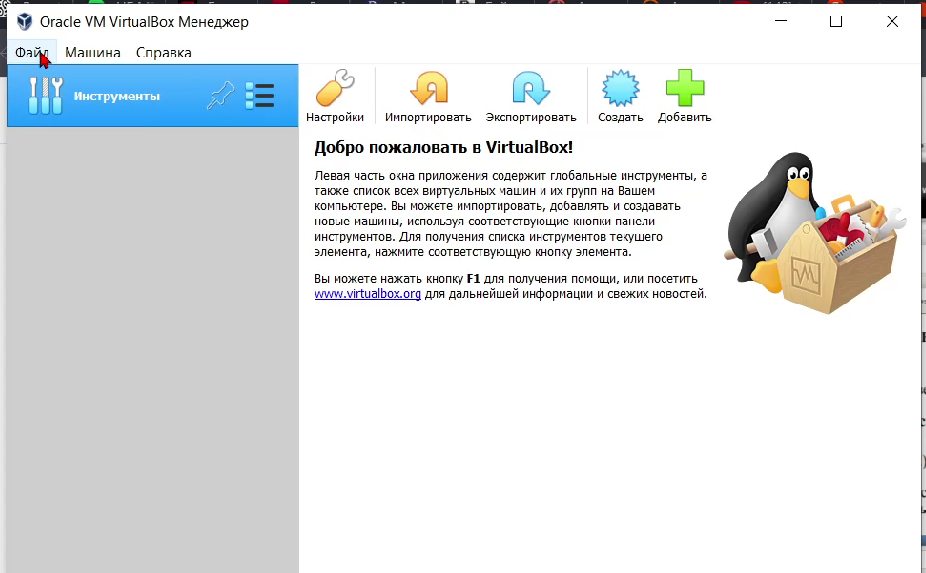 Oracle VM VirtualBox Менеджер
Файл Машина Справка
Инструменты
Настройки Импортировать Экспортировать Создать Добавить
Добро пожаловать в VirtualBox!
Левая часть окна приложения содержит глобальные инструменты, а
также список всех виртуальных машин и их групп на Вашем
компьютере. Вы можете импортировать, добавлять и создавать
новые машины, используя соответствующие кнопки панели
инструментов. Для получения списка инструментов текущего
элемента, нажмите соответствующую кнопку элемента.
Вы можете нажать кнопку F1 для получения помощи, или посетить
www.virtualbox.org для дальнейшей информации и свежих новостей.